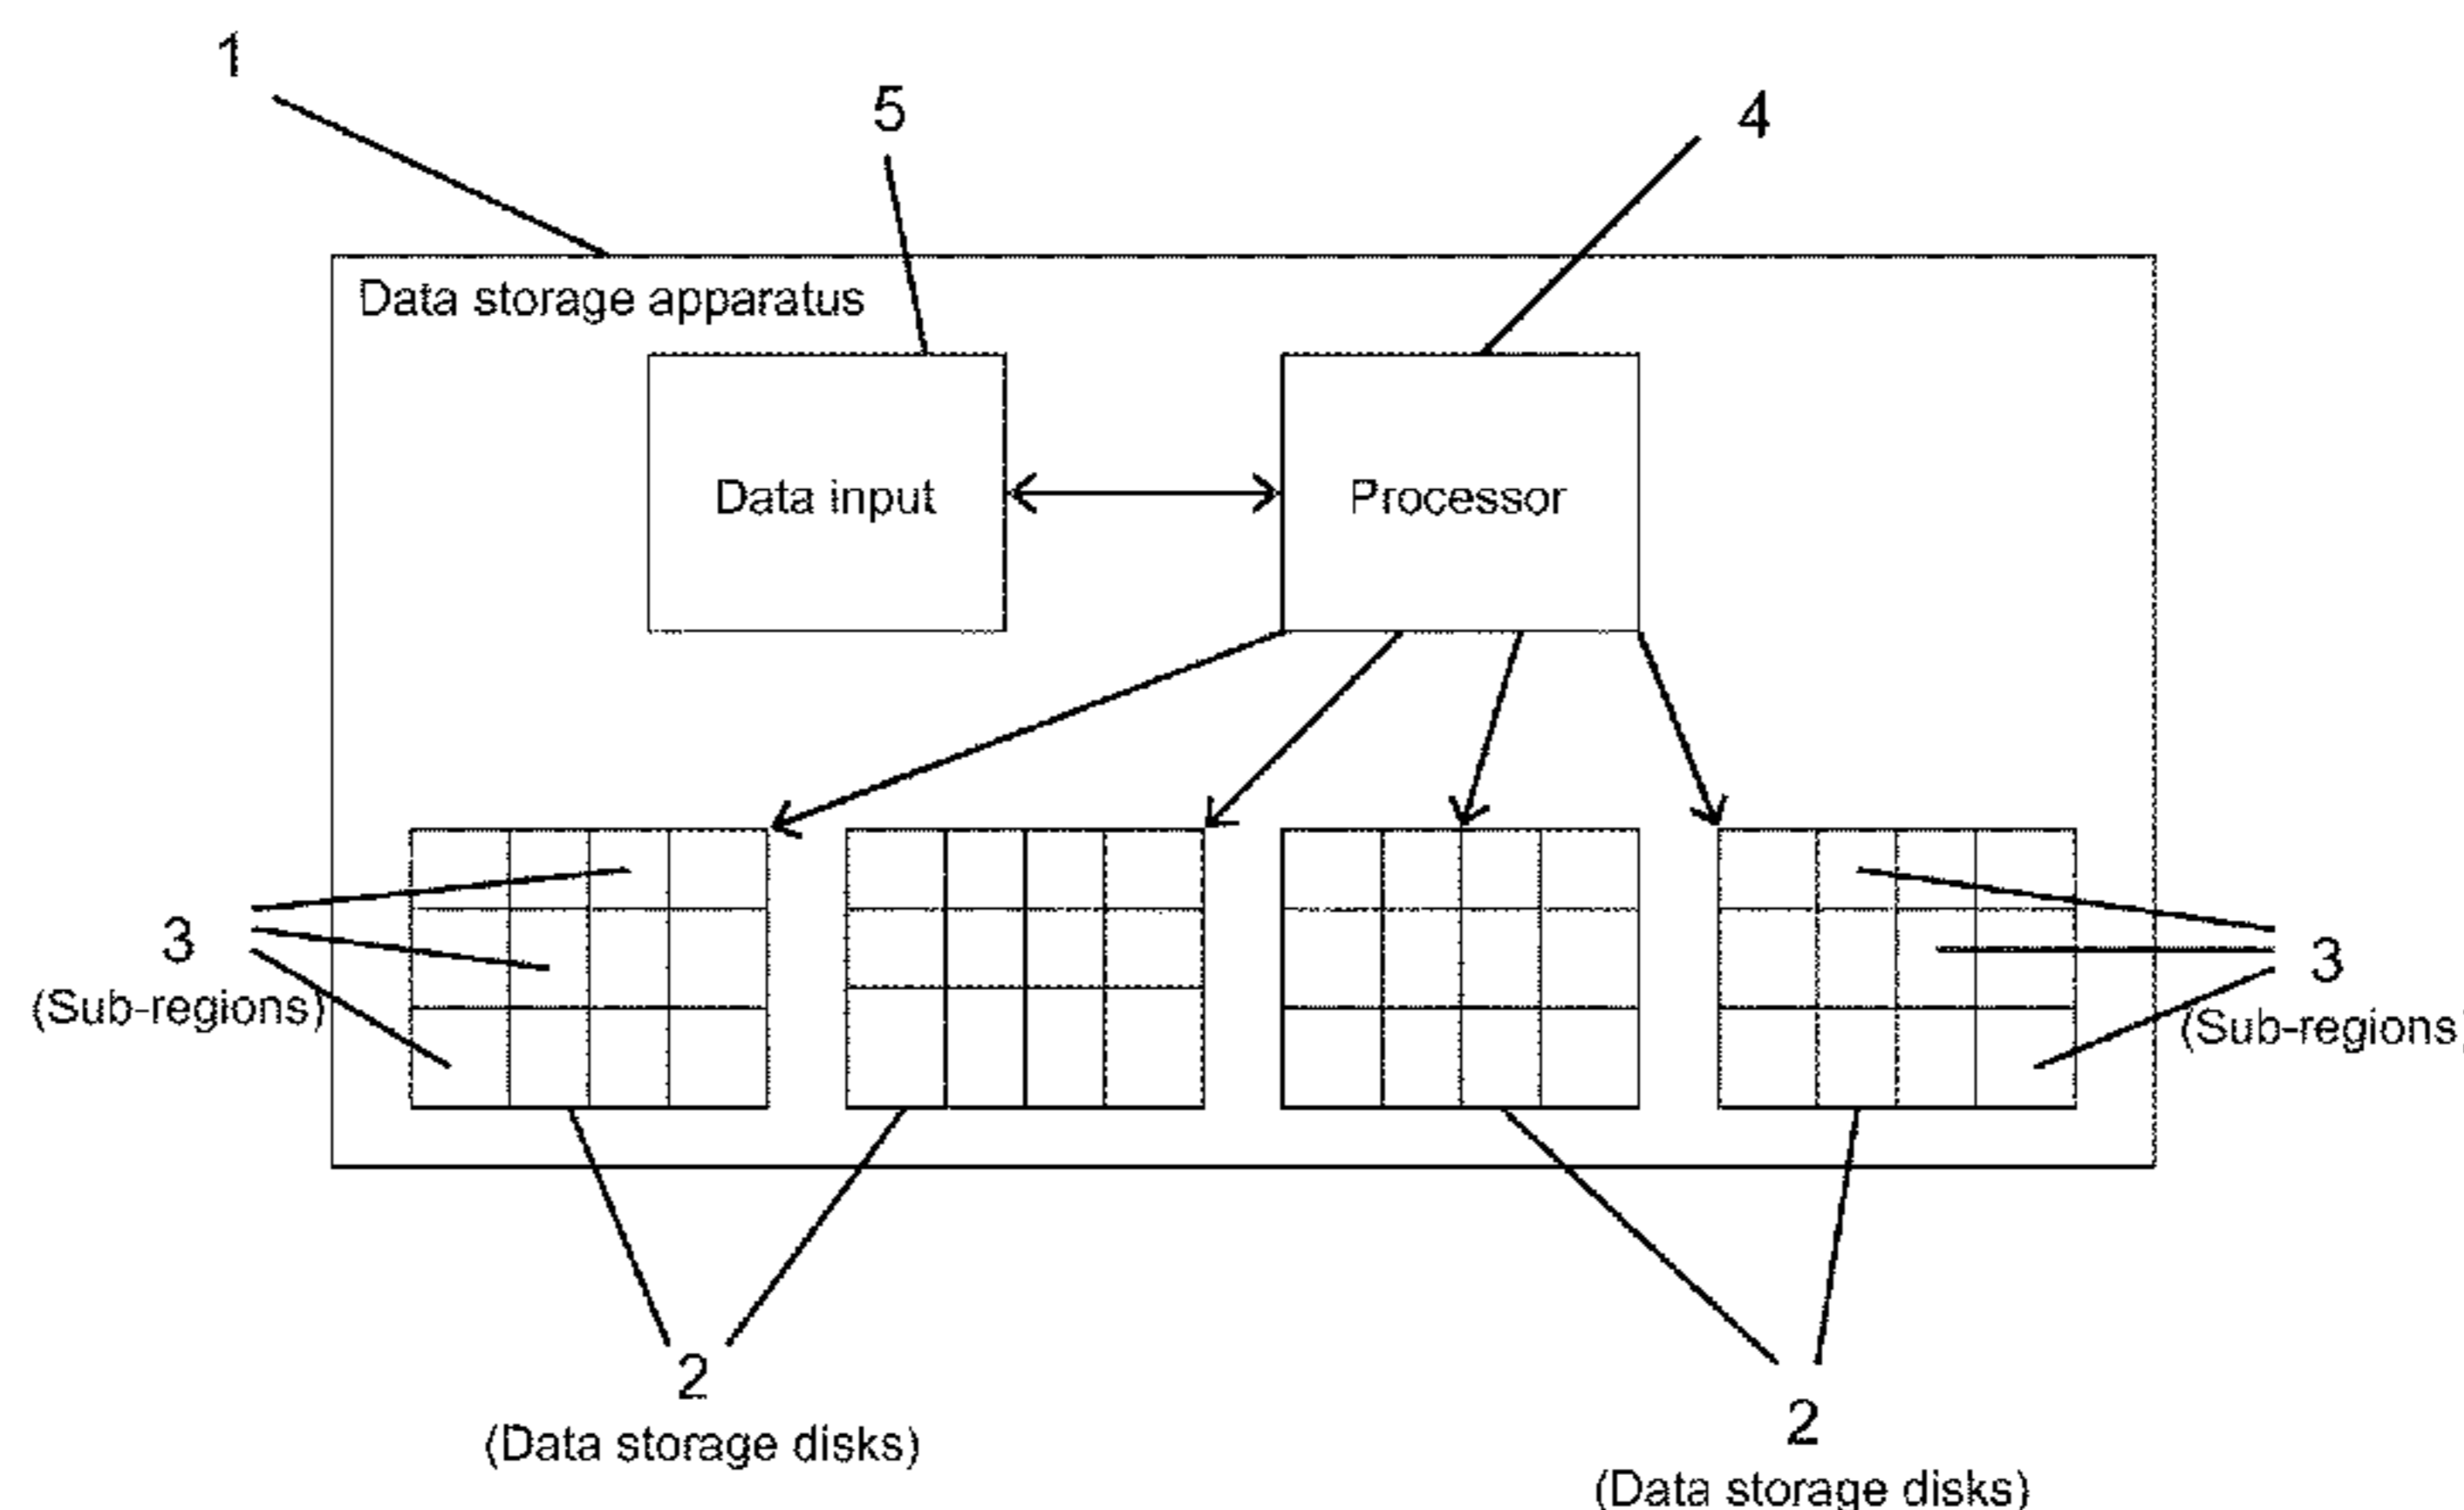 1
5
4
Data storage apparatus
Data input
Processor
3
(Sub-regions)
3
(Sub-regions)
2
(Data storage disks)
2
(Data storage disks)